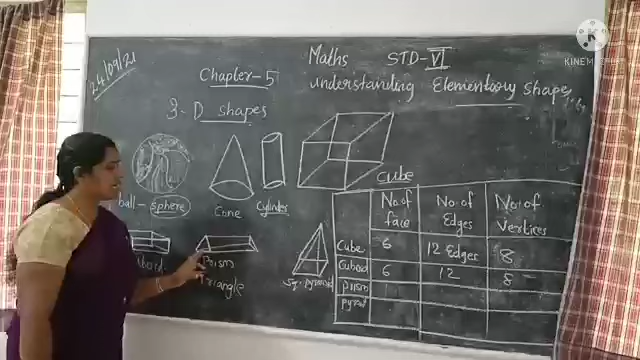 24/09/21
Maths STD-VI
Chapter-5 understanding Elementary shapes
3-D shapes
ball-sphere
Cone
Cylinder
cube
Prism
Triangle
Sq-pyramid
No.of face No.of Edges No.of Vertices
Cube 6 12 Edges 8
Cuboid 6 12 8
Prism
pyramid
KINEM